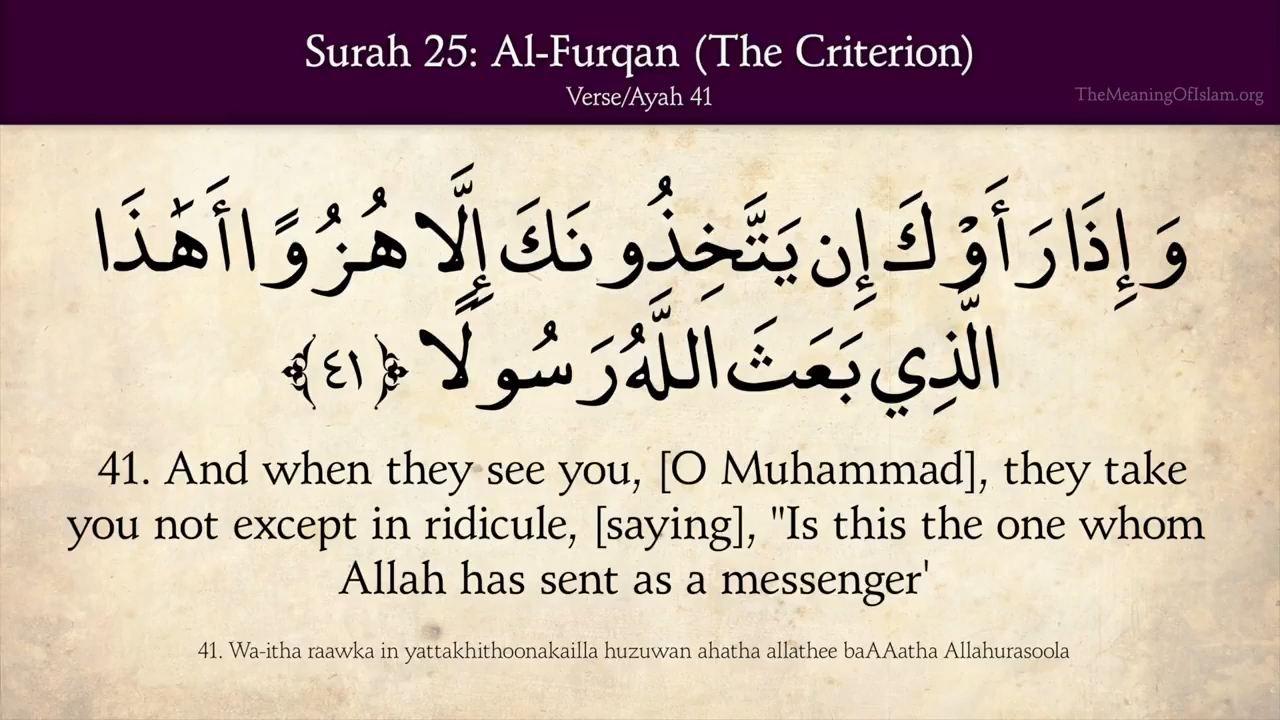 Surah 25: Al-Furqan (The Criterion)
Verse/Ayah 41
TheMeaningOfIslam.org
وَإِذَا رَأَوْكَ إِن يَتَّخِذُونَكَ إِلَّا هُزُوًا أَهَٰذَا
الَّذِي بَعَثَ اللَّهُ رَسُولًا ﴿٤١﴾
41. And when they see you, [O Muhammad], they take
you not except in ridicule, [saying], "Is this the one whom
Allah has sent as a messenger'
41. Wa-itha raawka in yattakhithoonakailla huzuwan ahatha allathee baAAatha Allahurasoola